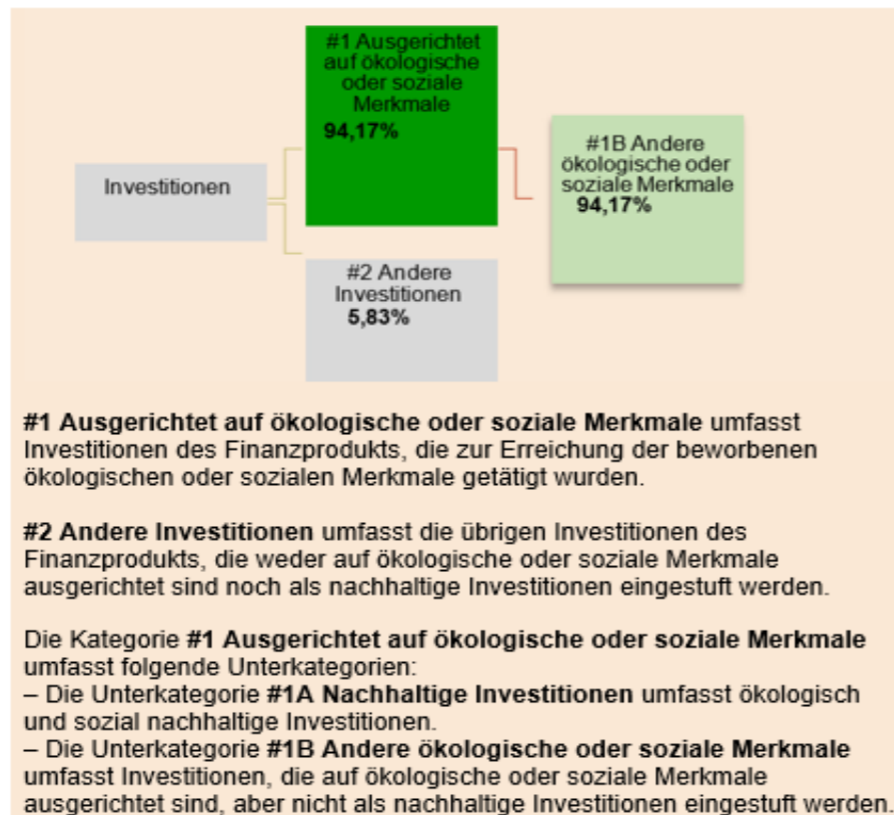 #1 Ausgerichtet
auf ökologische
oder soziale
Merkmale
94,17%
#1B Andere
ökologische oder
soziale Merkmale
94,17%
Investitionen
#2 Andere
Investitionen
5,83%
#1 Ausgerichtet auf ökologische oder soziale Merkmale umfasst
Investitionen des Finanzprodukts, die zur Erreichung der beworbenen
ökologischen oder sozialen Merkmale getätigt wurden.
#2 Andere Investitionen umfasst die übrigen Investitionen des
Finanzprodukts, die weder auf ökologische oder soziale Merkmale
ausgerichtet sind noch als nachhaltige Investitionen eingestuft werden.
Die Kategorie #1 Ausgerichtet auf ökologische oder soziale Merkmale
umfasst folgende Unterkategorien:
– Die Unterkategorie #1A Nachhaltige Investitionen umfasst ökologisch
und sozial nachhaltige Investitionen.
– Die Unterkategorie #1B Andere ökologische oder soziale Merkmale
umfasst Investitionen, die auf ökologische oder soziale Merkmale
ausgerichtet sind, aber nicht als nachhaltige Investitionen eingestuft werden.